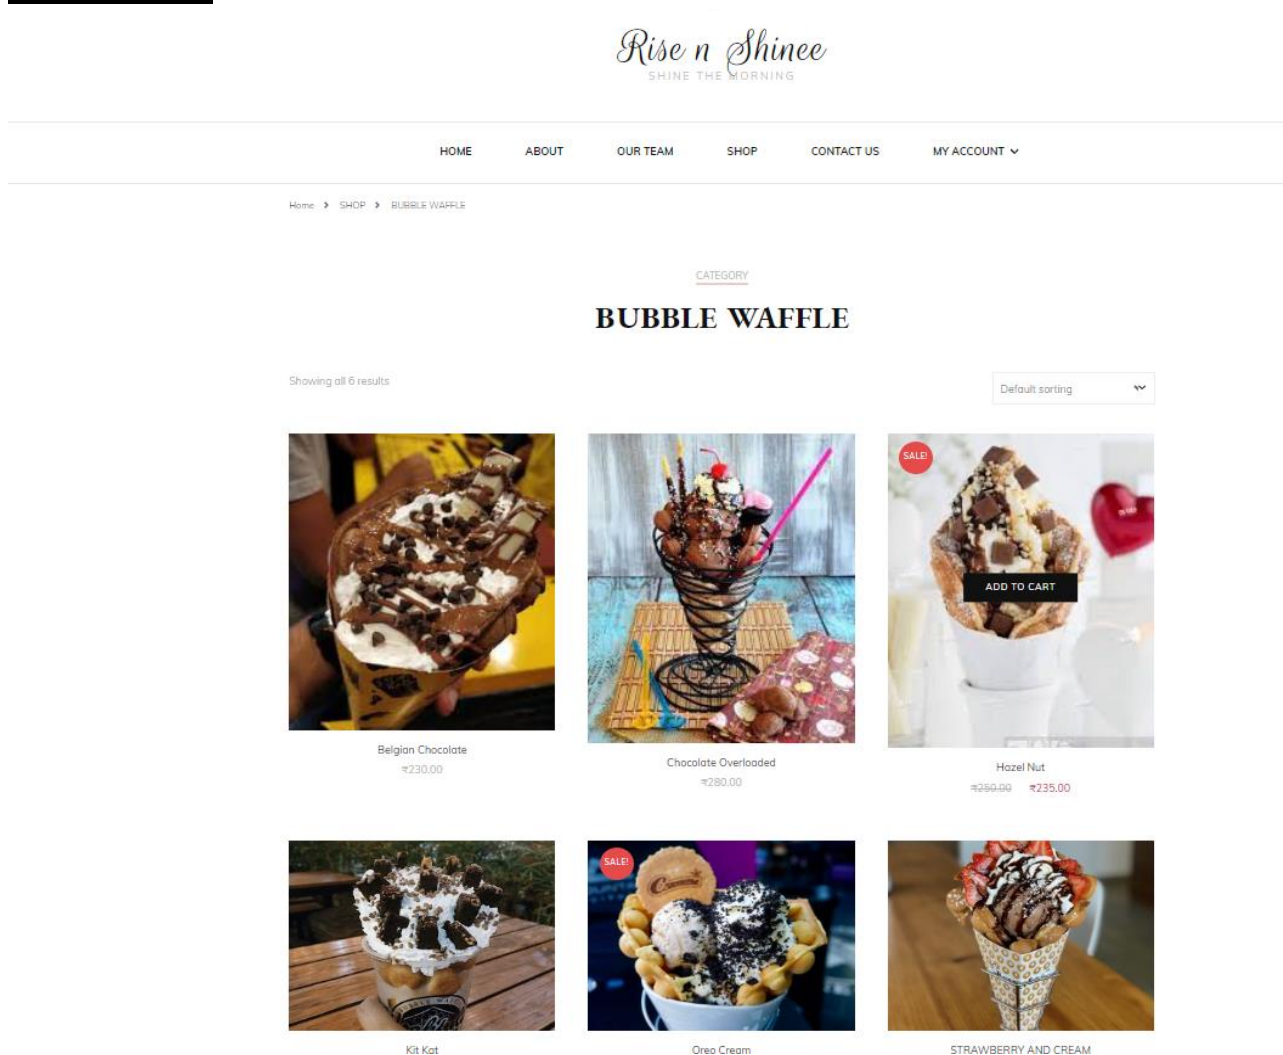 Rise n Shinee
SHINE THE MORNING
HOME ABOUT OUR TEAM SHOP CONTACT US MY ACCOUNT
Home > SHOP > BUBBLE WAFFLE
CATEGORY
BUBBLE WAFFLE
Showing all 6 results
Default sorting
SALE!
ADD TO CART
Belgian Chocolate
₹230.00
Chocolate Overloaded
₹280.00
Hazel Nut
₹250.00 ₹235.00
SALE!
Kit Kat
Oreo Cream
STRAWBERRY AND CREAM